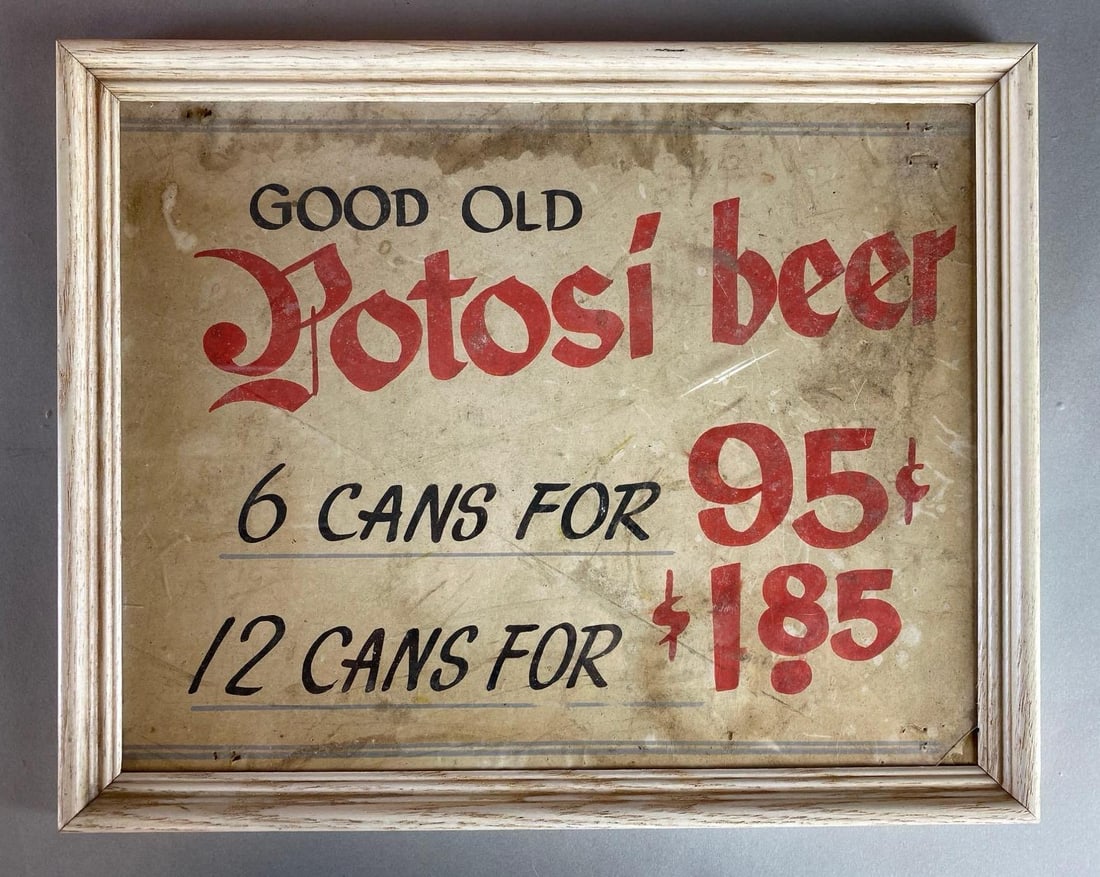 GOOD OLD
Potosi beer
6 CANS FOR 95¢
12 CANS FOR $1.85